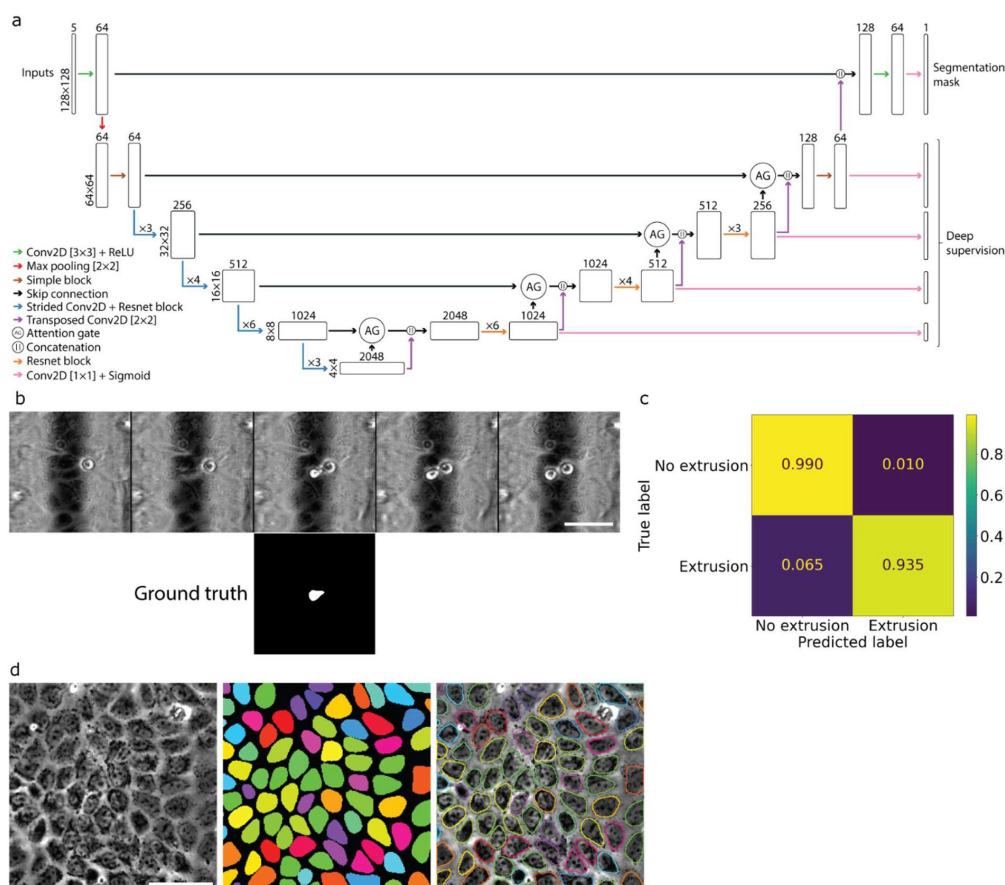 a
5 64 128 64 1
Inputs
128×128
Segmentation
mask
64 64 128 64
64×64
AG
256 512 256
×3
32×32
AG
×3
Deep
supervision
512 1024 512
×4
16×16
AG
×4
1024 2048 1024
×6
8×8
AG
×6
2048
×3
4×4
Conv2D [3×3] + ReLU
Max pooling [2×2]
Simple block
Skip connection
Strided Conv2D + Resnet block
Transposed Conv2D [2×2]
AG Attention gate
Concatenation
Resnet block
Conv2D [1×1] + Sigmoid
b
Ground truth
c
True label
No extrusion
0.990 0.010
Extrusion
0.065 0.935
No extrusion Extrusion
Predicted label
0.8
0.6
0.4
0.2
d